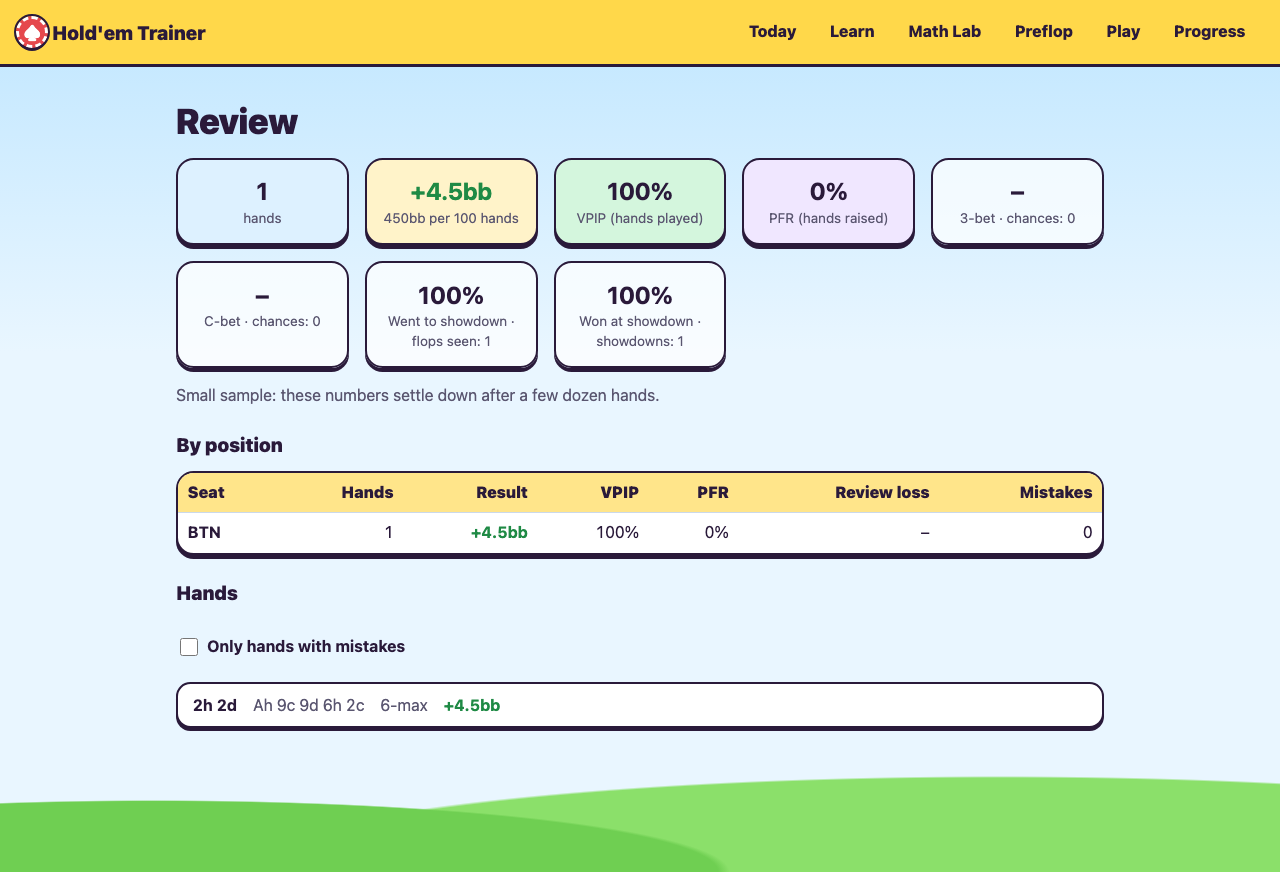 Hold'em Trainer
Today Learn Math Lab Preflop Play Progress
Review
1
hands
+4.5bb
450bb per 100 hands
100%
VPIP (hands played)
0%
PFR (hands raised)
–
3-bet · chances: 0
–
C-bet · chances: 0
100%
Went to showdown ·
flops seen: 1
100%
Won at showdown ·
showdowns: 1
Small sample: these numbers settle down after a few dozen hands.
By position
Seat Hands Result VPIP PFR Review loss Mistakes
BTN 1 +4.5bb 100% 0% – 0
Hands
Only hands with mistakes
2h 2d Ah 9c 9d 6h 2c 6-max +4.5bb